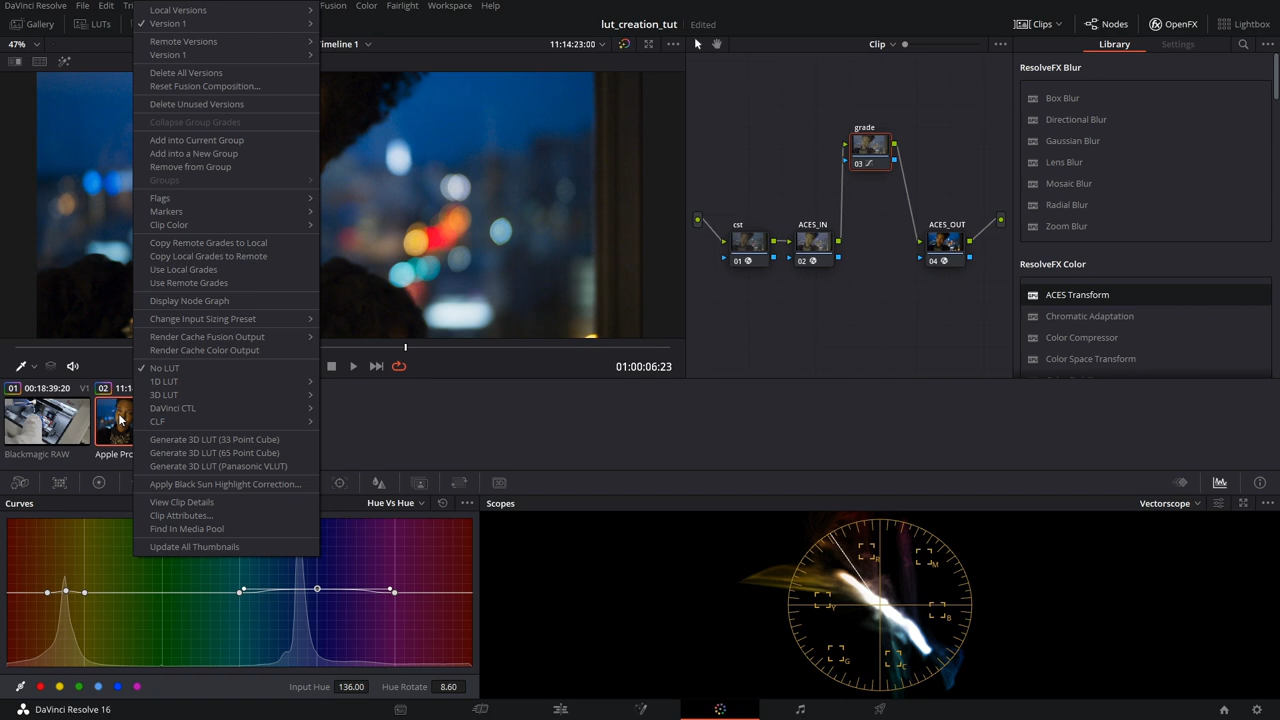 DaVinci Resolve File Edit Tr Fusion Color Fairlight Workspace Help
Gallery LUTs lut_creation_tut Edited Clips Nodes OpenFX Lightbox
47% imeline 1 11:14:23:00 Clip Library Settings
Local Versions
Version 1
Remote Versions
Version 1
Delete All Versions
Reset Fusion Composition...
Delete Unused Versions
Collapse Group Grades
Add into Current Group
Add into a New Group
Remove from Group
Groups
Flags
Markers
Clip Color
Copy Remote Grades to Local
Copy Local Grades to Remote
Use Local Grades
Use Remote Grades
Display Node Graph
Change Input Sizing Preset
Render Cache Fusion Output
Render Cache Color Output
No LUT
1D LUT
3D LUT
DaVinci CTL
CLF
Generate 3D LUT (33 Point Cube)
Generate 3D LUT (65 Point Cube)
Generate 3D LUT (Panasonic VLUT)
Apply Black Sun Highlight Correction...
View Clip Details
Clip Attributes...
Find In Media Pool
Update All Thumbnails
grade
03
cst ACES_IN ACES_OUT
01 02 04
ResolveFX Blur
Box Blur
Directional Blur
Gaussian Blur
Lens Blur
Mosaic Blur
Radial Blur
Zoom Blur
ResolveFX Color
ACES Transform
Chromatic Adaptation
Color Compressor
Color Space Transform
01:00:06:23
01 00:18:39:20 V1 02 11:1
Blackmagic RAW Apple Pro
Curves Hue Vs Hue Scopes Vectorscope
R M B C G Y
Input Hue 136.00 Hue Rotate 8.60
DaVinci Resolve 16